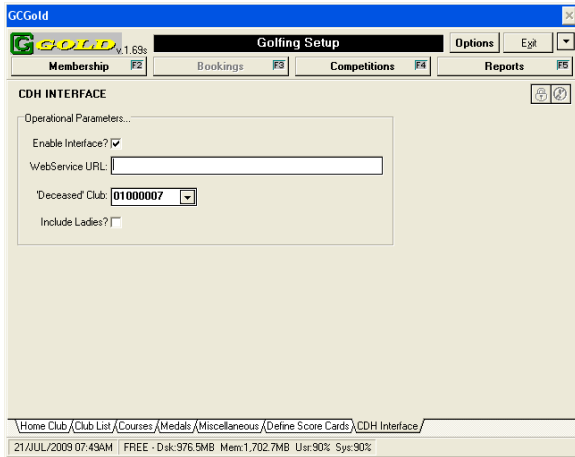 GCGold
G GOLD v.1.69s Golfing Setup Options Exit
Membership F2 Bookings F3 Competitions F4 Reports F5
CDH INTERFACE
Operational Parameters...
Enable Interface?
WebService URL:
'Deceased' Club: 01000007
Include Ladies?
Home Club Club List Courses Medals Miscellaneous Define Score Cards CDH Interface
21/JUL/2009 07:49AM FREE - Dsk:976.5MB Mem:1,702.7MB Usr:90% Sys:90%